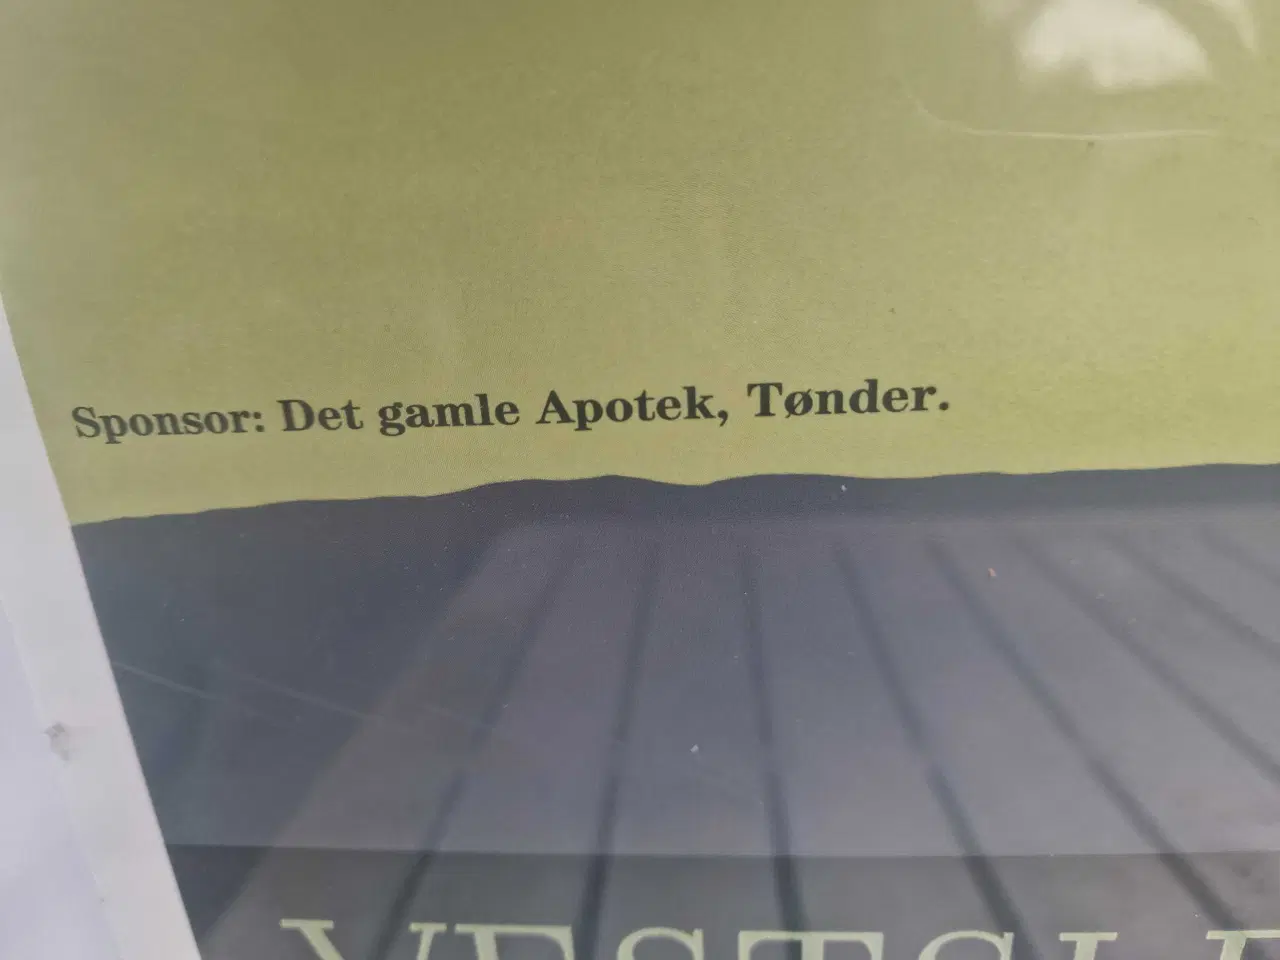 Sponsor: Det gamle Apotek, Tønder.